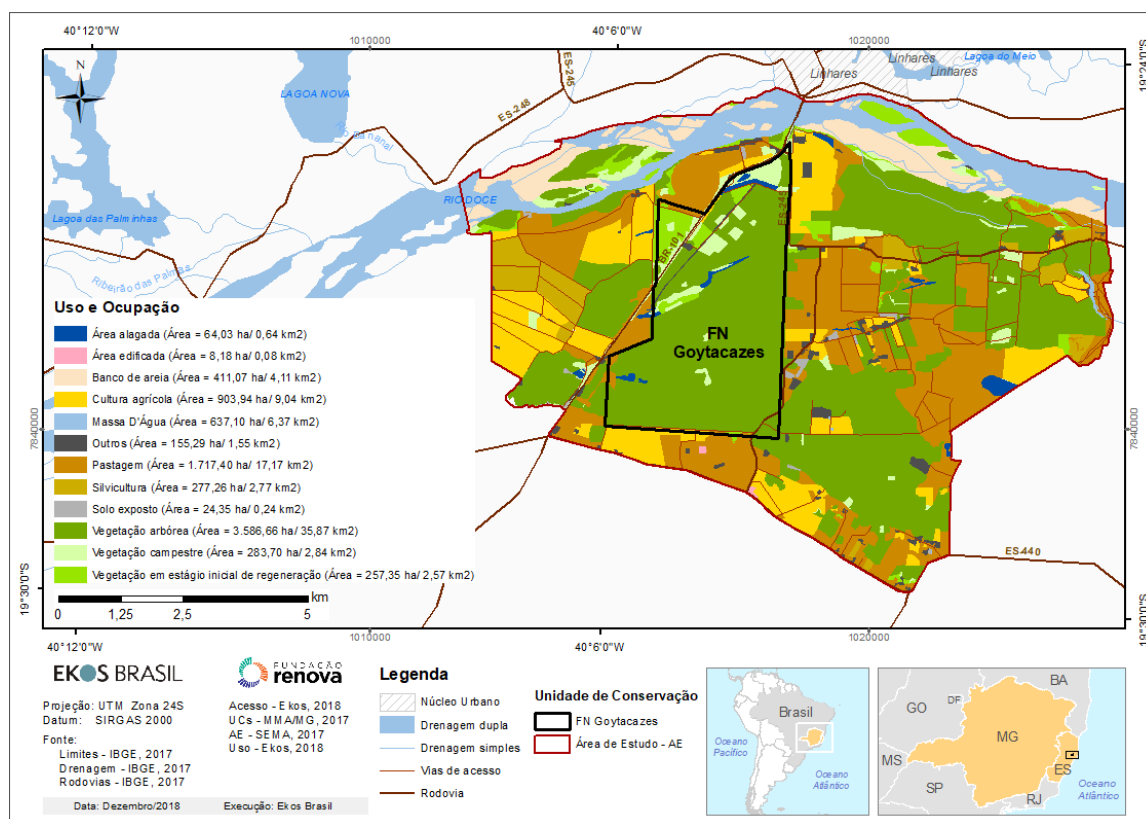 40°12'0"W
1010000
40°6'0"W
1020000
19°24'0"S
N
LAGOA NOVA
ES-248
ES-245
Linhares
Linhares
Linhares
Lagoa do Meio
RIO DOCE
Lagoa das Palminhas
Ribeirão das Palmas
BR-101
ES-245
FN
Goytacazes
ES-440
7840000
7840000
Uso e Ocupação
Área alagada (Área = 64,03 ha/ 0,64 km2)
Área edificada (Área = 8,18 ha/ 0,08 km2)
Banco de areia (Área = 411,07 ha/ 4,11 km2)
Cultura agrícola (Área = 903,94 ha/ 9,04 km2)
Massa D'Água (Área = 637,10 ha/ 6,37 km2)
Outros (Área = 155,29 ha/ 1,55 km2)
Pastagem (Área = 1.717,40 ha/ 17,17 km2)
Silvicultura (Área = 277,26 ha/ 2,77 km2)
Solo exposto (Área = 24,35 ha/ 0,24 km2)
Vegetação arbórea (Área = 3.586,66 ha/ 35,87 km2)
Vegetação campestre (Área = 283,70 ha/ 2,84 km2)
Vegetação em estágio inicial de regeneração (Área = 257,35 ha/ 2,57 km2)
km
0 1,25 2,5 5
19°30'0"S
19°30'0"S
40°12'0"W
1010000
40°6'0"W
1020000
EKOS BRASIL
FUNDAÇÃO
renova
Projeção: UTM Zona 24S
Datum: SIRGAS 2000
Fonte:
Limites - IBGE, 2017
Drenagem - IBGE, 2017
Rodovias - IBGE, 2017
Acesso - Ekos, 2018
UCs - MMA/MG, 2017
AE - SEMA, 2017
Uso - Ekos, 2018
Data: Dezembro/2018 Execução: Ekos Brasil
Legenda
Núcleo Urbano
Drenagem dupla
Drenagem simples
Vias de acesso
Rodovia
Unidade de Conservação
FN Goytacazes
Área de Estudo - AE
Brasil
Oceano
Pacífico
Oceano
Atlântico
BA
GO
DF
MG
MS
ES
SP
RJ
Oceano
Atlântico